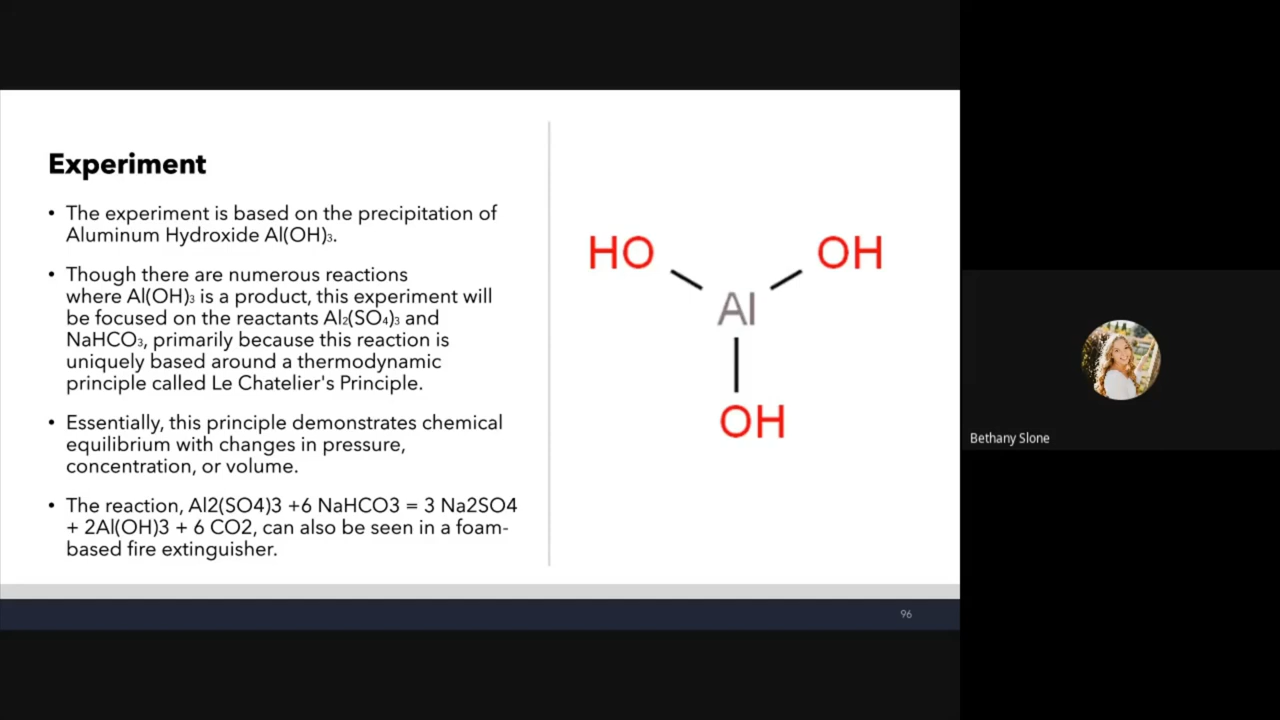 Experiment
• The experiment is based on the precipitation of
Aluminum Hydroxide Al(OH)₃.
• Though there are numerous reactions
where Al(OH)₃ is a product, this experiment will
be focused on the reactants Al₂(SO₄)₃ and
NaHCO₃, primarily because this reaction is
uniquely based around a thermodynamic
principle called Le Chatelier's Principle.
• Essentially, this principle demonstrates chemical
equilibrium with changes in pressure,
concentration, or volume.
• The reaction, Al2(SO4)3 +6 NaHCO3 = 3 Na2SO4
+ 2Al(OH)3 + 6 CO2, can also be seen in a foam-
based fire extinguisher.
HO
OH
Al
OH
96
Bethany Slone